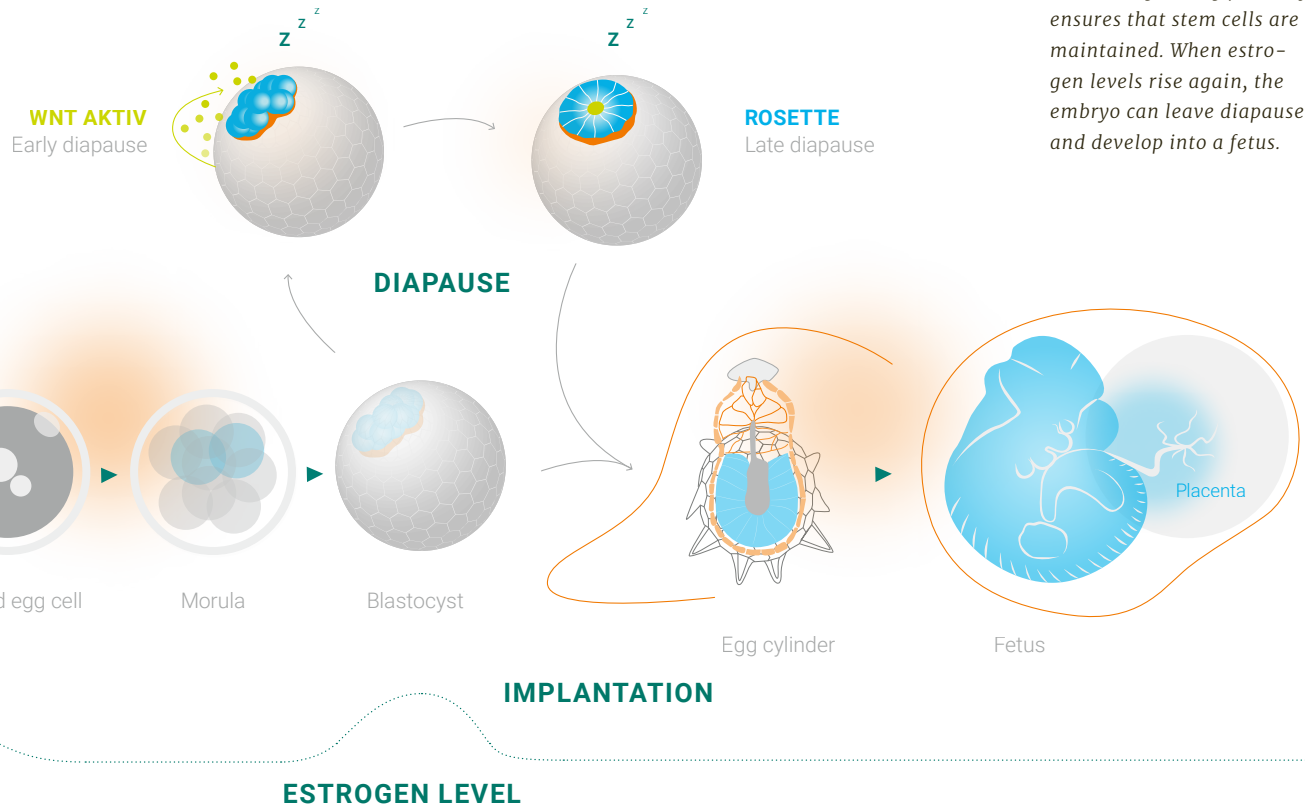 z
z
z
z
z
z
ensures that stem cells are
maintained. When estro-
gen levels rise again, the
embryo can leave diapause
and develop into a fetus.
WNT AKTIV
Early diapause
ROSETTE
Late diapause
DIAPAUSE
Placenta
egg cell
Morula
Blastocyst
Egg cylinder
Fetus
IMPLANTATION
ESTROGEN LEVEL